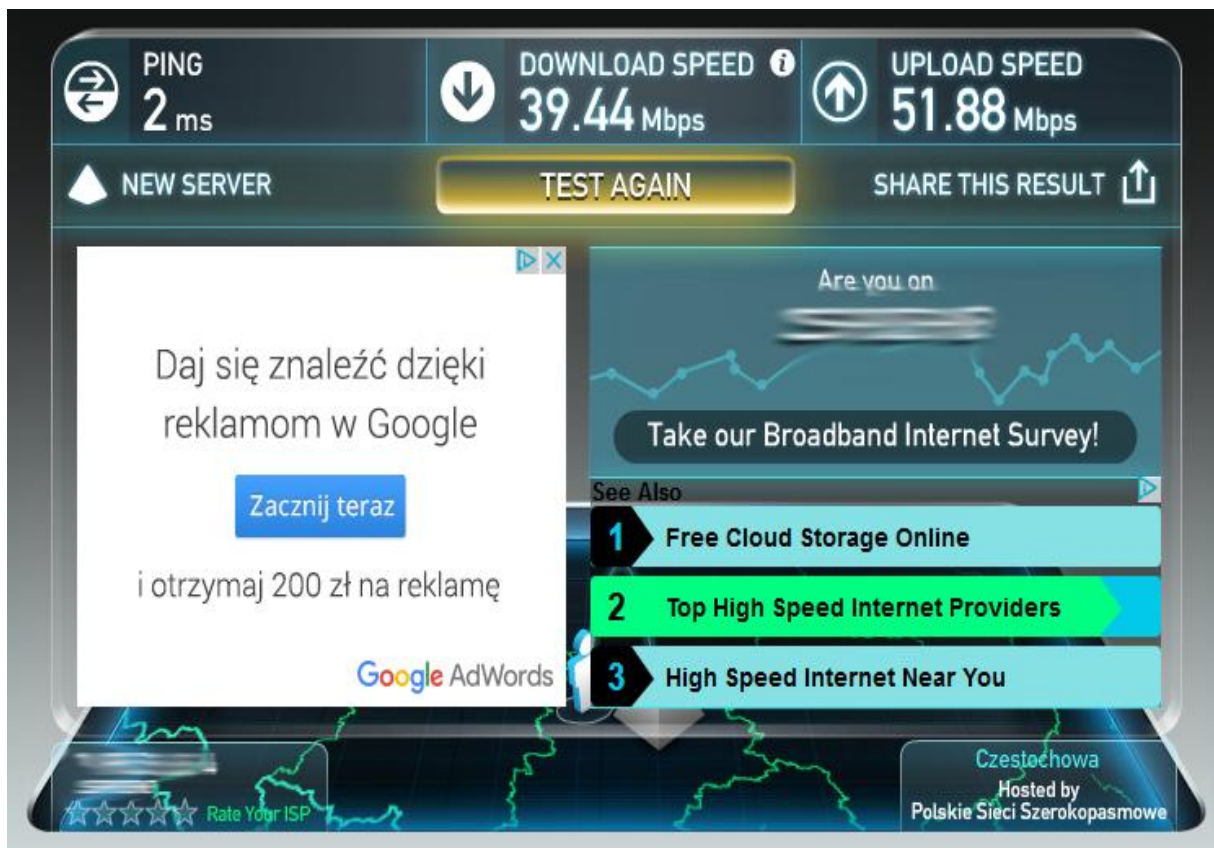 PING
2 ms
DOWNLOAD SPEED
39.44 Mbps
UPLOAD SPEED
51.88 Mbps
NEW SERVER
TEST AGAIN
SHARE THIS RESULT
Daj się znaleźć dzięki
reklamom w Google
Zacznij teraz
i otrzymaj 200 zł na reklamę
Google AdWords
Are you on
Take our Broadband Internet Survey!
See Also
1 Free Cloud Storage Online
2 Top High Speed Internet Providers
3 High Speed Internet Near You
Rate Your ISP
Czestochowa
Hosted by
Polskie Sieci Szerokopasmowe